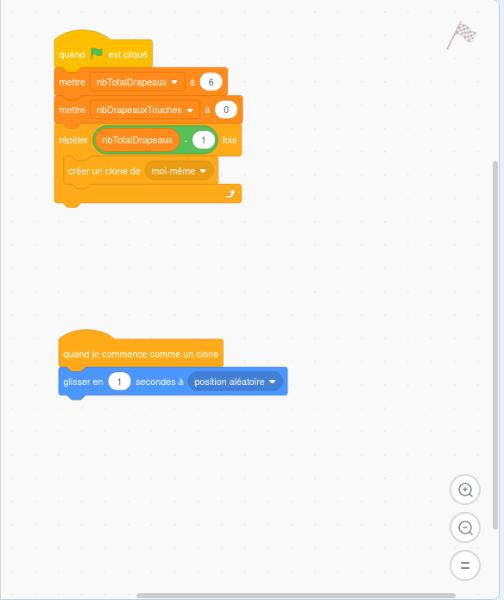 quand est cliqué
mettre nbTotalDrapeaux à 6
mettre nbDrapeauxTouches à 0
répéter nbTotalDrapeaux - 1 fois
créer un clone de moi-même
quand je commence comme un clone
glisser en 1 secondes à position aléatoire